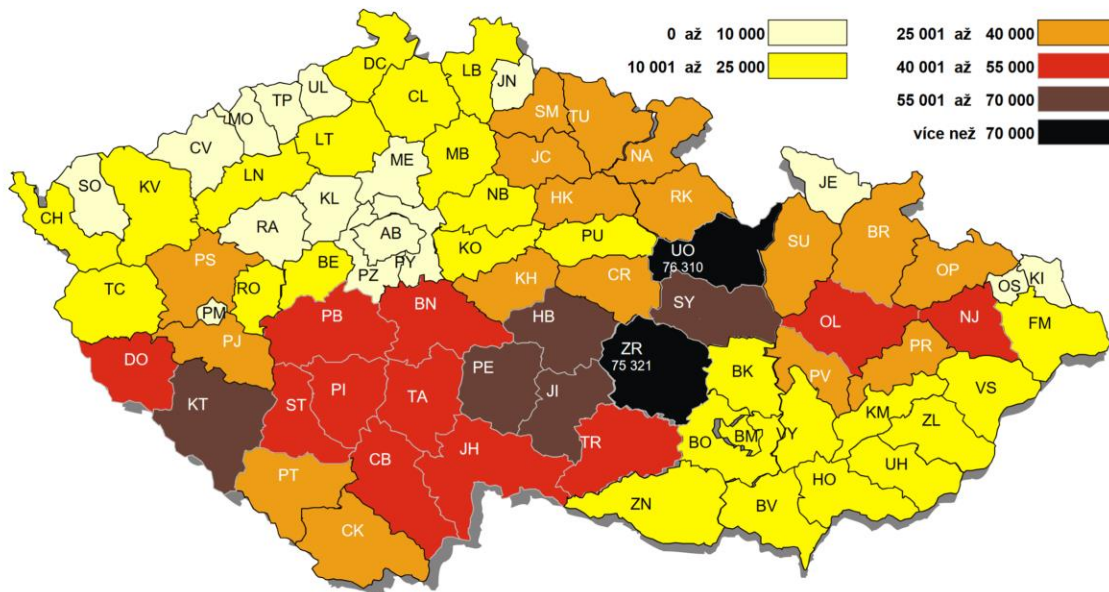 0 až 10 000
10 001 až 25 000
25 001 až 40 000
40 001 až 55 000
55 001 až 70 000
více než 70 000
DC
LB
JN
UL
TP
MO
CL
SM
TU
CV
LT
ME
MB
JC
NA
SO
KV
LN
KL
NB
HK
RK
JE
CH
RA
AB
KO
PU
UO
76 310
SU
BR
PS
BE
PZ
PY
KH
CR
OP
KI
OS
TC
RO
PM
PB
BN
HB
SY
OL
NJ
FM
DO
PJ
ZR
75 321
PR
KT
ST
PI
TA
PE
JI
BK
PV
VS
KM
ZL
PT
CB
JH
TR
BO
BM
VY
UH
CK
ZN
BV
HO